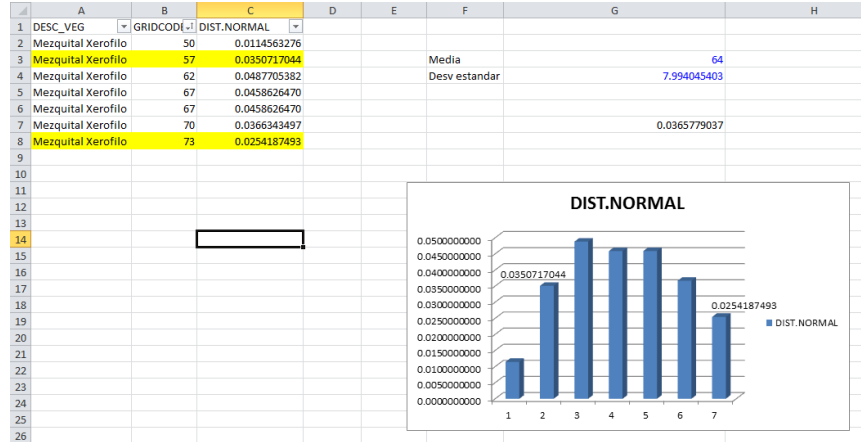 A B C D E F G H
1 DESC_VEG GRIDCODE DIST.NORMAL
2 Mezquital Xerofilo 50 0.0114563276
3 Mezquital Xerofilo 57 0.0350717044 Media 64
4 Mezquital Xerofilo 62 0.0487705382 Desv estandar 7.994045403
5 Mezquital Xerofilo 67 0.0458626470
6 Mezquital Xerofilo 67 0.0458626470
7 Mezquital Xerofilo 70 0.0366343497 0.0365779037
8 Mezquital Xerofilo 73 0.0254187493
9
10
11
12
13
14
15
16
17
18
19
20
21
22
23
24
25
26
DIST.NORMAL
0.0500000000
0.0450000000
0.0400000000
0.0350000000
0.0300000000
0.0250000000
0.0200000000
0.0150000000
0.0100000000
0.0050000000
0.0000000000
0.0350717044
0.0254187493
DIST.NORMAL
1 2 3 4 5 6 7